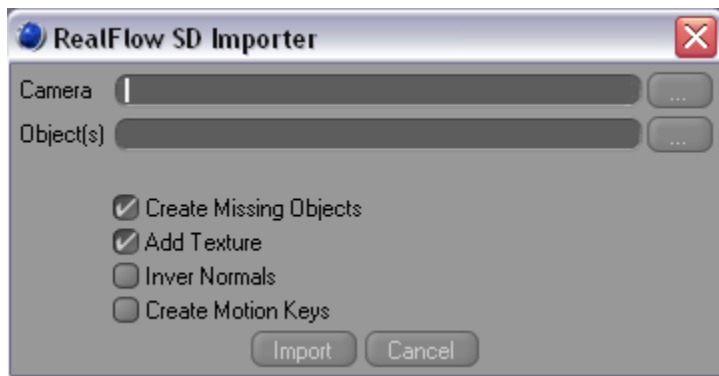 RealFlow SD Importer
Camera ...
Object(s) ...
Create Missing Objects
Add Texture
Inver Normals
Create Motion Keys
Import Cancel